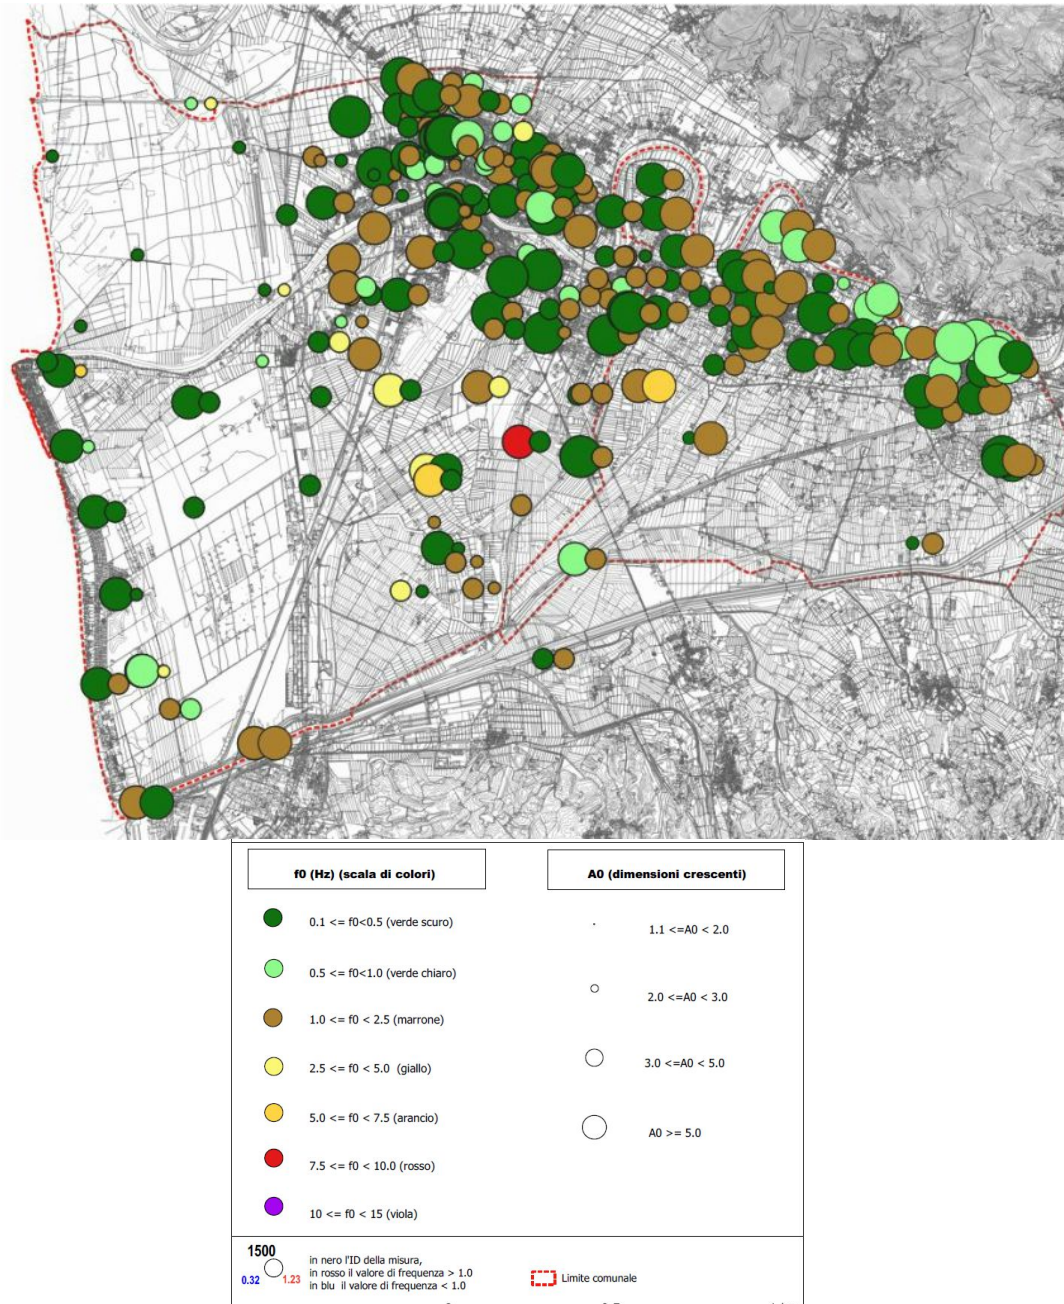 f0 (Hz) (scala di colori)
A0 (dimensioni crescenti)
0.1 <= f0<0.5 (verde scuro)
1.1 <=A0 < 2.0
0.5 <= f0<1.0 (verde chiaro)
2.0 <=A0 < 3.0
1.0 <= f0 < 2.5 (marrone)
3.0 <=A0 < 5.0
2.5 <= f0 < 5.0 (giallo)
5.0 <= f0 < 7.5 (arancio)
A0 >= 5.0
7.5 <= f0 < 10.0 (rosso)
10 <= f0 < 15 (viola)
1500
0.32
1.23
in nero l'ID della misura,
in rosso il valore di frequenza > 1.0
in blu il valore di frequenza < 1.0
Limite comunale